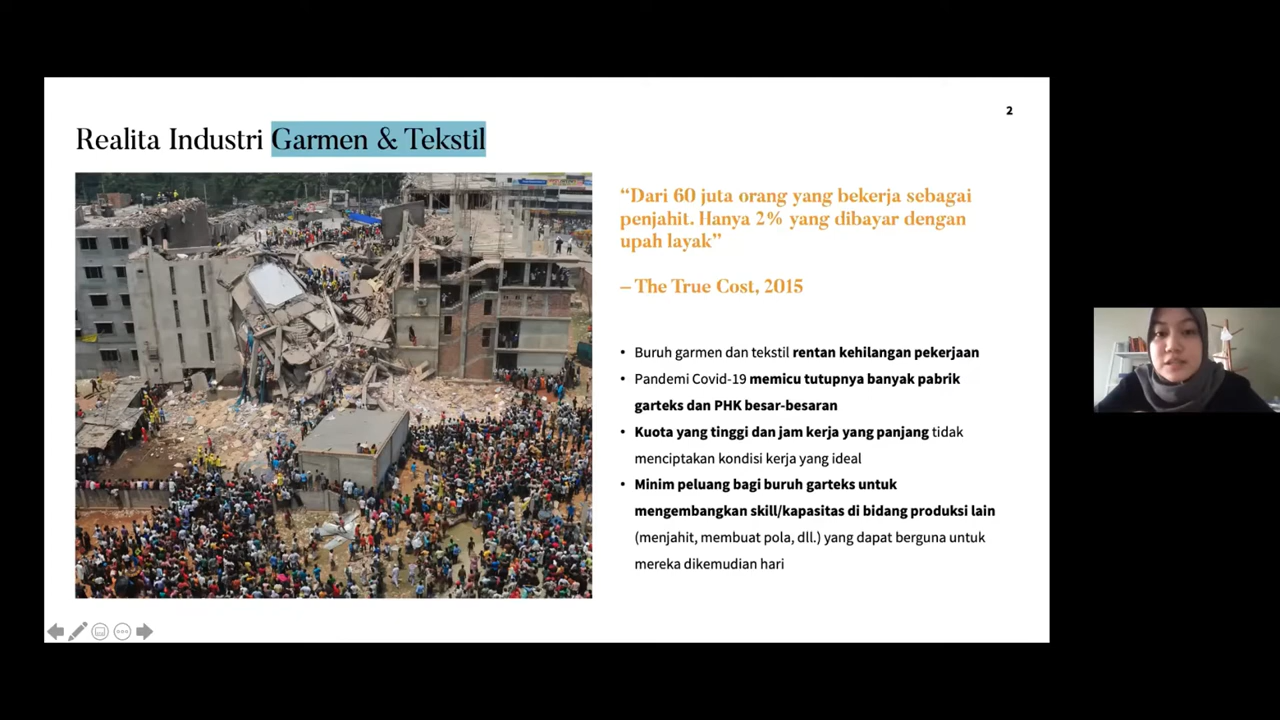 2
Realita Industri Garmen & Tekstil
“Dari 60 juta orang yang bekerja sebagai
penjahit. Hanya 2% yang dibayar dengan
upah layak”
– The True Cost, 2015
• Buruh garmen dan tekstil rentan kehilangan pekerjaan
• Pandemi Covid-19 memicu tutupnya banyak pabrik
garteks dan PHK besar-besaran
• Kuota yang tinggi dan jam kerja yang panjang tidak
menciptakan kondisi kerja yang ideal
• Minim peluang bagi buruh garteks untuk
mengembangkan skill/kapasitas di bidang produksi lain
(menjahit, membuat pola, dll.) yang dapat berguna untuk
mereka dikemudian hari